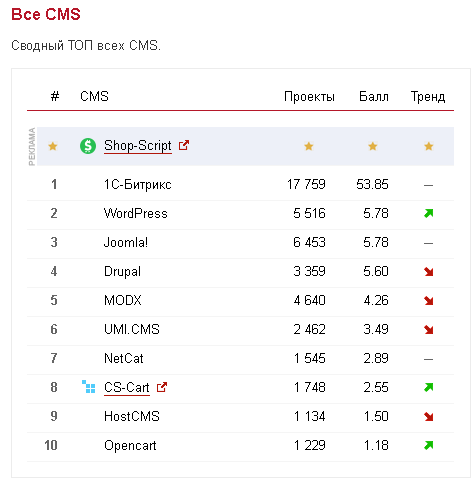 Все CMS
Сводный ТОП всех CMS.
# CMS Проекты Балл Тренд
РЕКЛАМА
Shop-Script
1 1С-Битрикс 17 759 53.85 –
2 WordPress 5 516 5.78
3 Joomla! 6 453 5.78 –
4 Drupal 3 359 5.60
5 MODX 4 640 4.26
6 UMI.CMS 2 462 3.49
7 NetCat 1 545 2.89 –
8 CS-Cart 1 748 2.55
9 HostCMS 1 134 1.50
10 Opencart 1 229 1.18